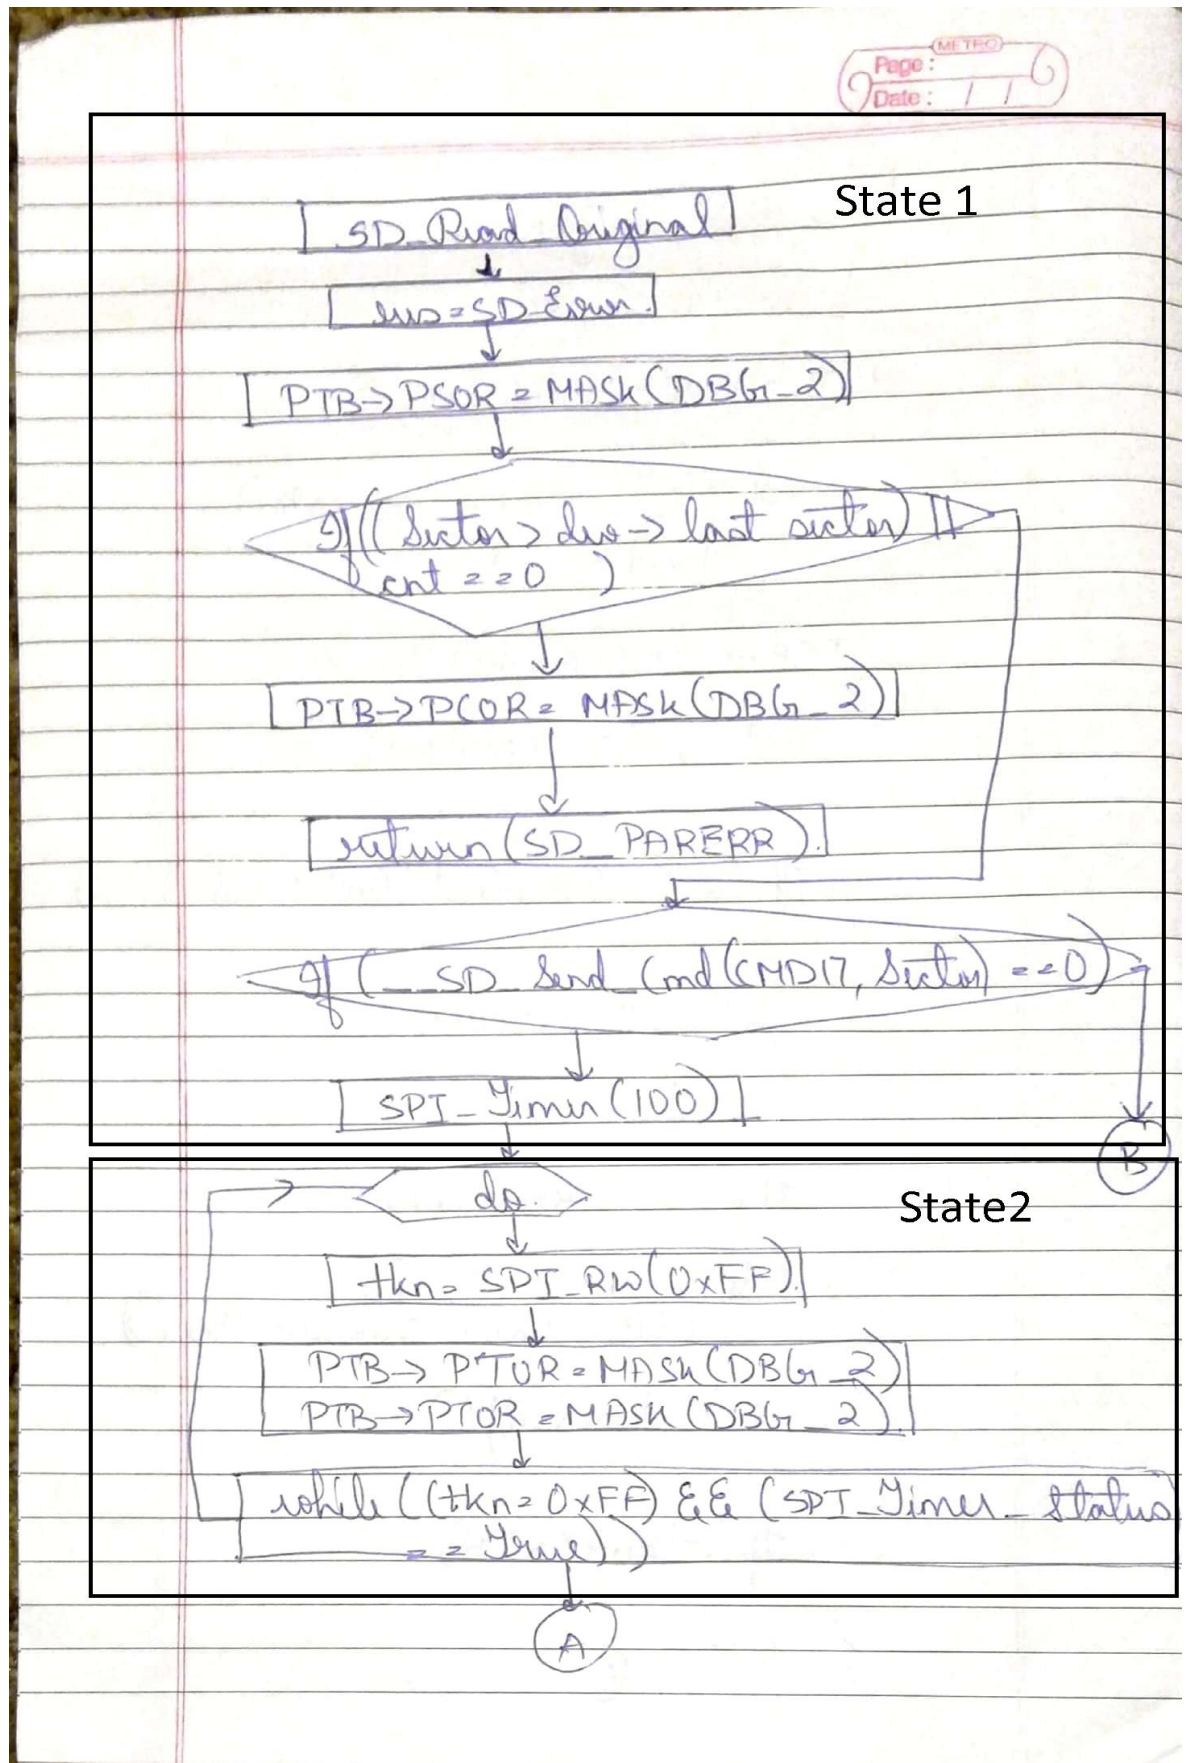 METRO
Page :
Date : / /
State 1
SD_Read_Original
res=SD_Error.
PTB->PSOR = MASK(DBG_2)
If((Sector > dev -> last sector) ||
cnt == 0 )
PTB->PCOR = MASK(DBG_2)
return(SD_PARERR).
If (__SD_Send_Cmd(CMD17, Sector) ==0)
SPI_Timer(100)
B
do.
State2
tkn= SPI_RW(0xFF).
PTB-> PTOR = MASK(DBG_2)
PTB->PTOR = MASK(DBG_2).
while((tkn=0xFF) && (SPI_Timer_Status
== True))
A